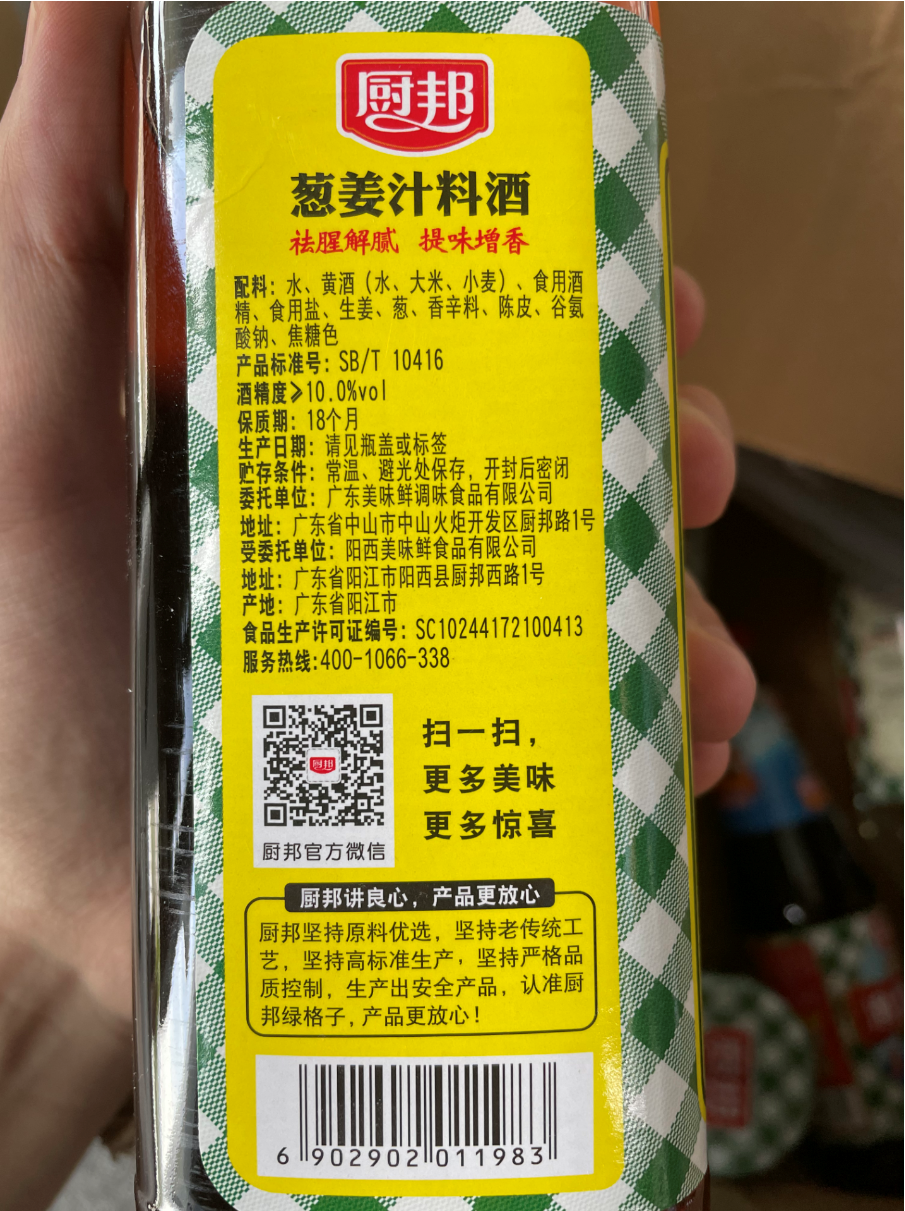 厨邦
葱姜汁料酒
祛腥解腻 提味增香
配料：水、黄酒（水、大米、小麦）、食用酒
精、食用盐、生姜、葱、香辛料、陈皮、谷氨
酸钠、焦糖色
产品标准号：SB/T 10416
酒精度≥10.0%vol
保质期：18个月
生产日期：请见瓶盖或标签
贮存条件：常温、避光处保存，开封后密闭
委托单位：广东美味鲜调味食品有限公司
地址：广东省中山市中山火炬开发区厨邦路1号
受委托单位：阳西美味鲜食品有限公司
地址：广东省阳江市阳西县厨邦西路1号
产地：广东省阳江市
食品生产许可证编号：SC10244172100413
服务热线:400-1066-338
厨邦
扫一扫，
更多美味
更多惊喜
厨邦官方微信
厨邦讲良心，产品更放心
厨邦坚持原料优选，坚持老传统工
艺，坚持高标准生产，坚持严格品
质控制，生产出安全产品，认准厨
邦绿格子，产品更放心！
6 902902 011983